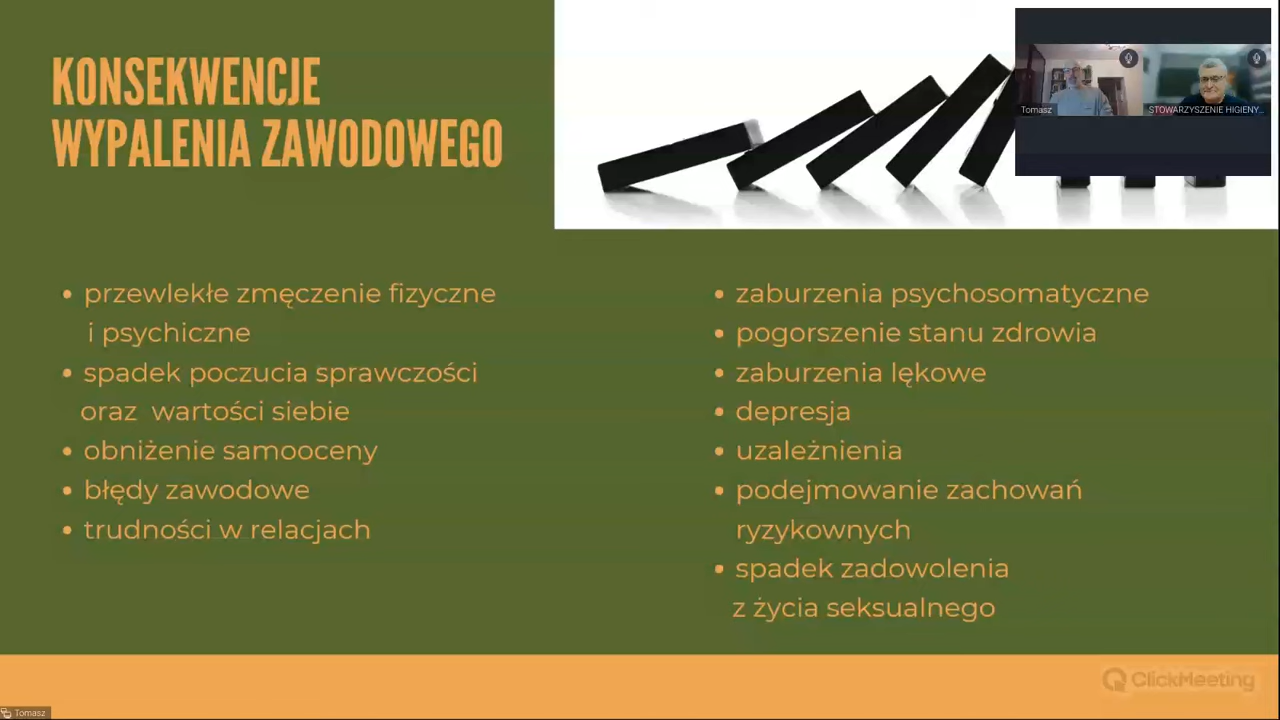 KONSEKWENCJE
WYPALENIA ZAWODOWEGO
Tomasz
STOWARZYSZENIE HIGIENY...
• przewlekłe zmęczenie fizyczne
i psychiczne
• spadek poczucia sprawczości
oraz wartości siebie
• obniżenie samooceny
• błędy zawodowe
• trudności w relacjach
• zaburzenia psychosomatyczne
• pogorszenie stanu zdrowia
• zaburzenia lękowe
• depresja
• uzależnienia
• podejmowanie zachowań
ryzykownych
• spadek zadowolenia
z życia seksualnego
ClickMeeting
Tomasz